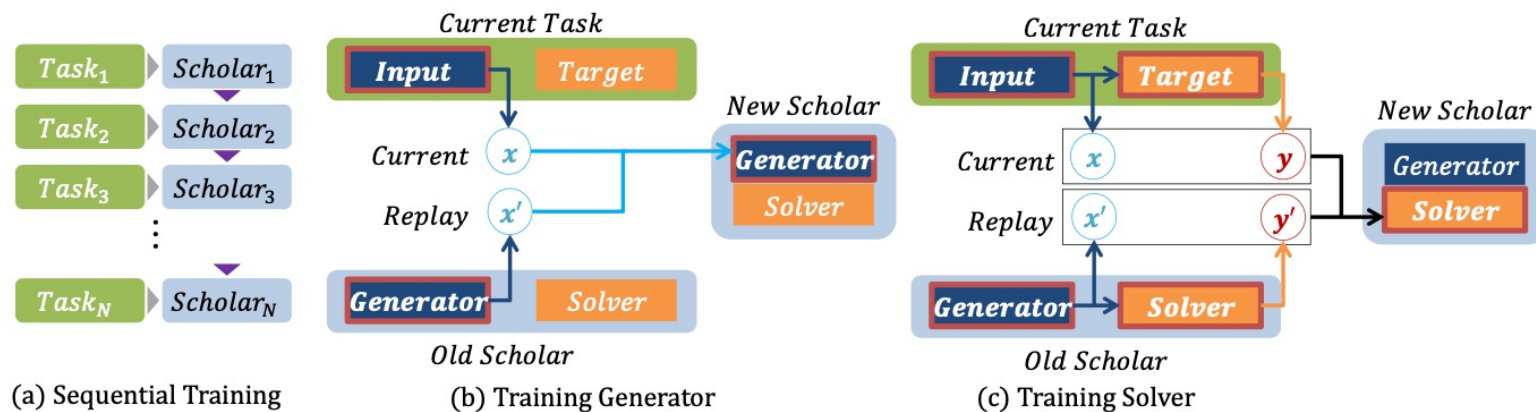 Task₁ Scholar₁
Task₂ Scholar₂
Task₃ Scholar₃
⋮
Task_N Scholar_N
(a) Sequential Training
Current Task
Input Target
Current x
Replay x′
New Scholar
Generator
Solver
Generator Solver
Old Scholar
(b) Training Generator
Current Task
Input Target
Current x y
Replay x′ y′
New Scholar
Generator
Solver
Generator Solver
Old Scholar
(c) Training Solver